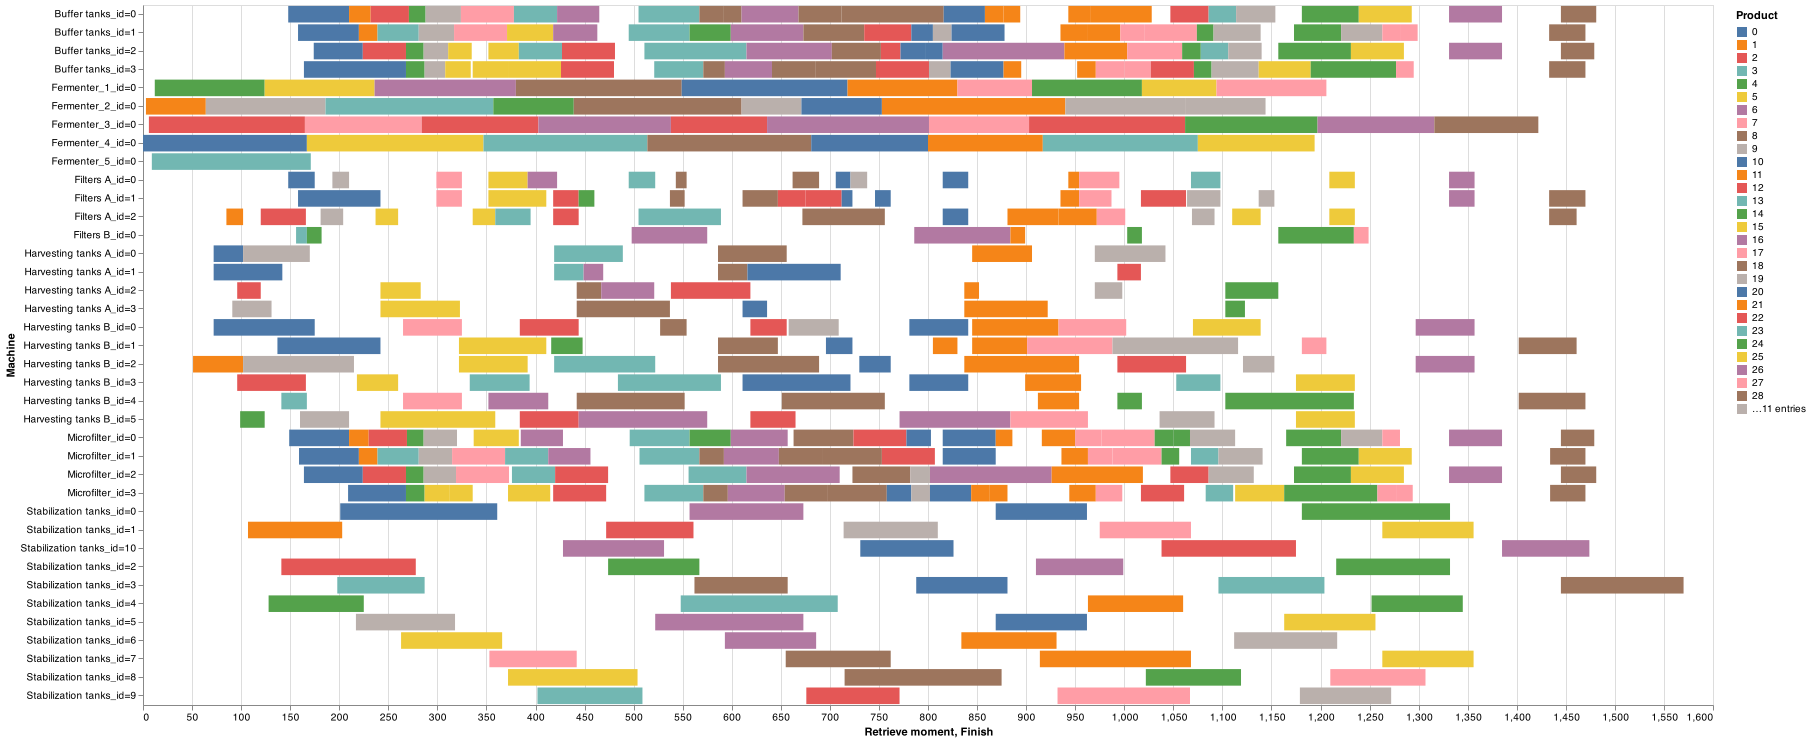 Buffer tanks_id=0
Buffer tanks_id=1
Buffer tanks_id=2
Buffer tanks_id=3
Fermenter_1_id=0
Fermenter_2_id=0
Fermenter_3_id=0
Fermenter_4_id=0
Fermenter_5_id=0
Filters A_id=0
Filters A_id=1
Filters A_id=2
Filters B_id=0
Harvesting tanks A_id=0
Harvesting tanks A_id=1
Harvesting tanks A_id=2
Harvesting tanks A_id=3
Harvesting tanks B_id=0
Harvesting tanks B_id=1
Harvesting tanks B_id=2
Harvesting tanks B_id=3
Harvesting tanks B_id=4
Harvesting tanks B_id=5
Microfilter_id=0
Microfilter_id=1
Microfilter_id=2
Microfilter_id=3
Stabilization tanks_id=0
Stabilization tanks_id=1
Stabilization tanks_id=10
Stabilization tanks_id=2
Stabilization tanks_id=3
Stabilization tanks_id=4
Stabilization tanks_id=5
Stabilization tanks_id=6
Stabilization tanks_id=7
Stabilization tanks_id=8
Stabilization tanks_id=9
Machine
0 50 100 150 200 250 300 350 400 450 500 550 600 650 700 750 800 850 900 950 1,000 1,050 1,100 1,150 1,200 1,250 1,300 1,350 1,400 1,450 1,500 1,550 1,600
Retrieve moment, Finish
Product
0
1
2
3
4
5
6
7
8
9
10
11
12
13
14
15
16
17
18
19
20
21
22
23
24
25
26
27
28
…11 entries